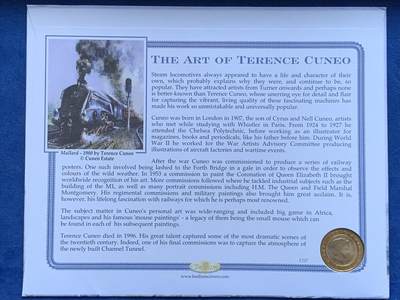 THE ART OF TERENCE CUNEO
Steam locomotives always appeared to have a life and character of their
own, which probably explains why they were, and continue to be, so
popular. They have attracted artists from Turner onwards and perhaps none
is better-known than Terence Cuneo, whose unerring eye for detail and flair
for capturing the vibrant, living quality of these fascinating machines has
made his work so unmistakable and universally popular.
Cuneo was born in London in 1907, the son of Cyrus and Nell Cuneo, artists
who met while studying with Whistler in Paris. From 1924 to 1927 he
attended the Chelsea Polytechnic, before working as an illustrator for
magazines, books and periodicals, like his father before him. During World
War II he worked for the War Artists Advisory Committee producing
illustrations of aircraft factories and wartime events.
Mallard - 1988 by Terence Cuneo
© Cuneo Estate
After the war Cuneo was commissioned to produce a series of railway
posters. One such involved being lashed to the Forth Bridge in a gale in order to observe the effects and
colours of the wild weather. In 1953 a commission to paint the Coronation of Queen Elizabeth II brought
worldwide recognition of his art. More commissions followed where he tackled industrial subjects such as the
building of the M1, as well as many portrait commissions including H.M. The Queen and Field Marshal
Montgomery. His regimental commissions and military paintings also brought him great acclaim. It is,
however, his lifelong fascination with railways for which he is perhaps most renowned.
The subject matter in Cuneo's personal art was wide-ranging and included big game in Africa,
landscapes and his famous 'mouse paintings' - a legacy of them being the small mouse which can
be found in each of his subsequent paintings.
Terence Cuneo died in 1996. His great talent captured some of the most dramatic scenes of
the twentieth century. Indeed, one of his final commissions was to capture the atmosphere of
the newly built Channel Tunnel.